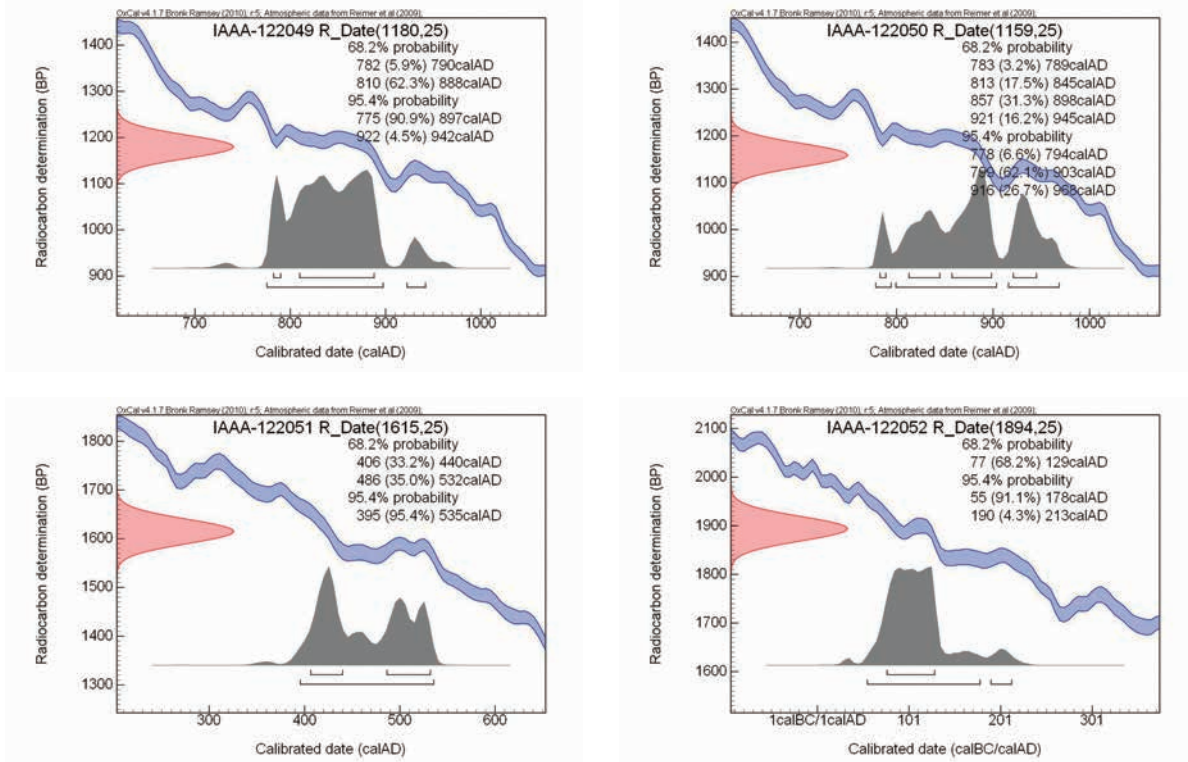 OxCal v4.1.7 Bronk Ramsey (2010); r:5; Atmospheric data from Reimer et al (2009);
IAAA-122049 R_Date(1180,25)
68.2% probability
782 (5.9%) 790calAD
810 (62.3%) 888calAD
95.4% probability
775 (90.9%) 897calAD
922 (4.5%) 942calAD
Radiocarbon determination (BP)
1400
1300
1200
1100
1000
900
700 800 900 1000
Calibrated date (calAD)
OxCal v4.1.7 Bronk Ramsey (2010); r:5; Atmospheric data from Reimer et al (2009);
IAAA-122050 R_Date(1159,25)
68.2% probability
783 (3.2%) 789calAD
813 (17.5%) 845calAD
857 (31.3%) 898calAD
921 (16.2%) 945calAD
95.4% probability
778 (6.6%) 794calAD
799 (62.1%) 903calAD
916 (26.7%) 968calAD
Radiocarbon determination (BP)
1400
1300
1200
1100
1000
900
700 800 900 1000
Calibrated date (calAD)
OxCal v4.1.7 Bronk Ramsey (2010); r:5; Atmospheric data from Reimer et al (2009);
IAAA-122051 R_Date(1615,25)
68.2% probability
406 (33.2%) 440calAD
486 (35.0%) 532calAD
95.4% probability
395 (95.4%) 535calAD
Radiocarbon determination (BP)
1800
1700
1600
1500
1400
1300
300 400 500 600
Calibrated date (calAD)
OxCal v4.1.7 Bronk Ramsey (2010); r:5; Atmospheric data from Reimer et al (2009);
IAAA-122052 R_Date(1894,25)
68.2% probability
77 (68.2%) 129calAD
95.4% probability
55 (91.1%) 178calAD
190 (4.3%) 213calAD
Radiocarbon determination (BP)
2100
2000
1900
1800
1700
1600
1calBC/1calAD 101 201 301
Calibrated date (calBC/calAD)